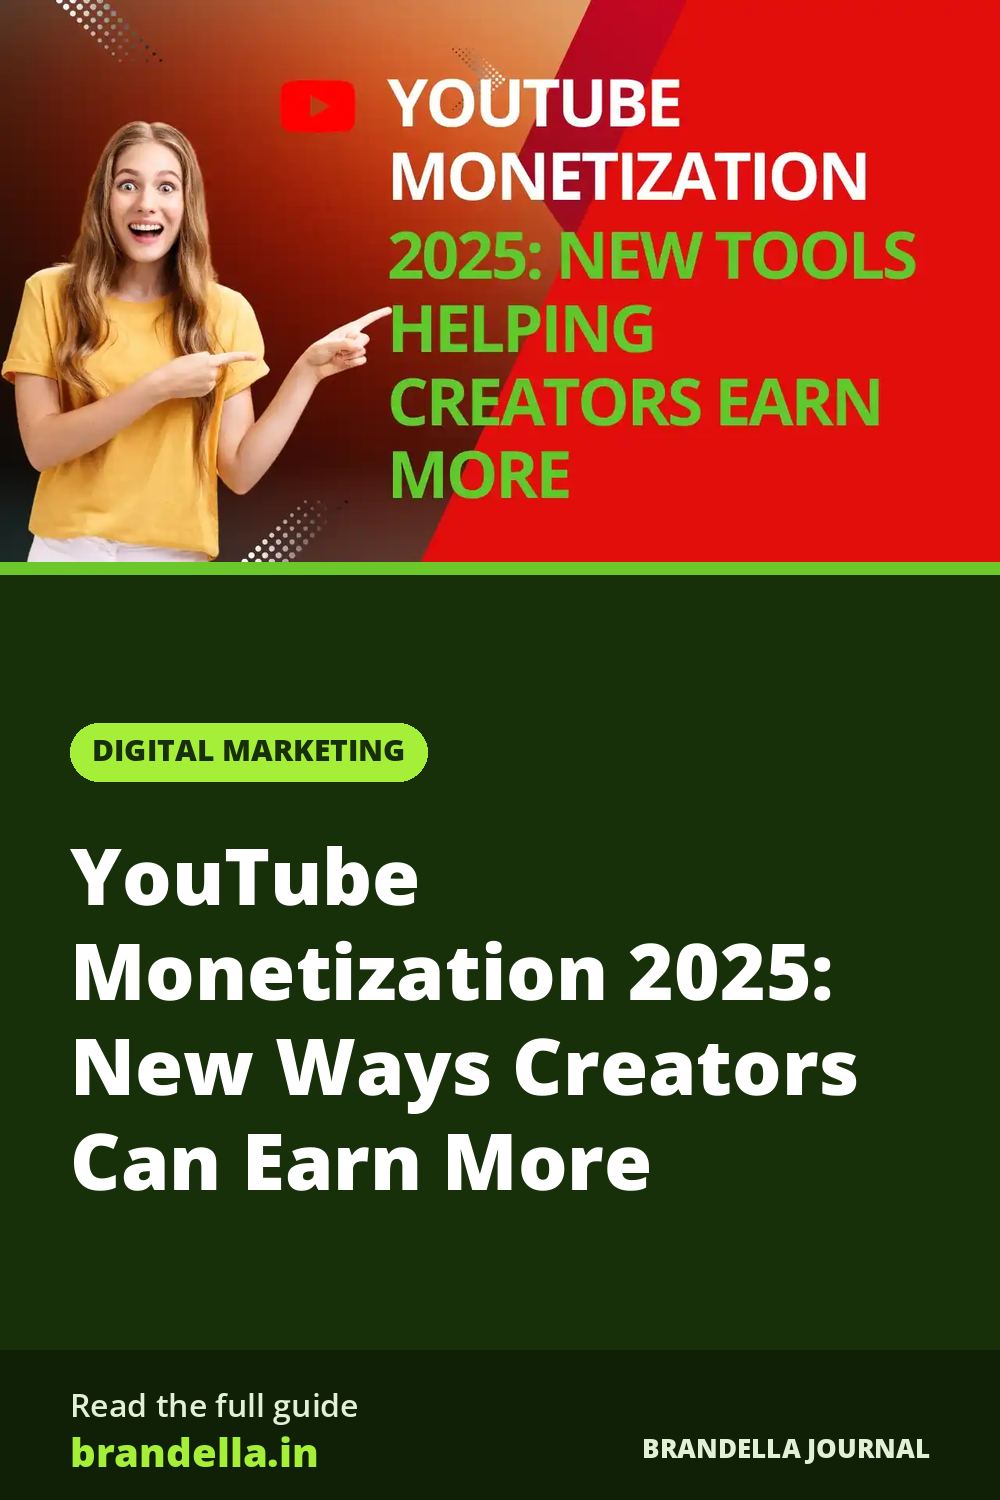 YOUTUBE
MONETIZATION
2025: NEW TOOLS
HELPING
CREATORS EARN
MORE
DIGITAL MARKETING
YouTube
Monetization 2025:
New Ways Creators
Can Earn More
Read the full guide
brandella.in
BRANDELLA JOURNAL